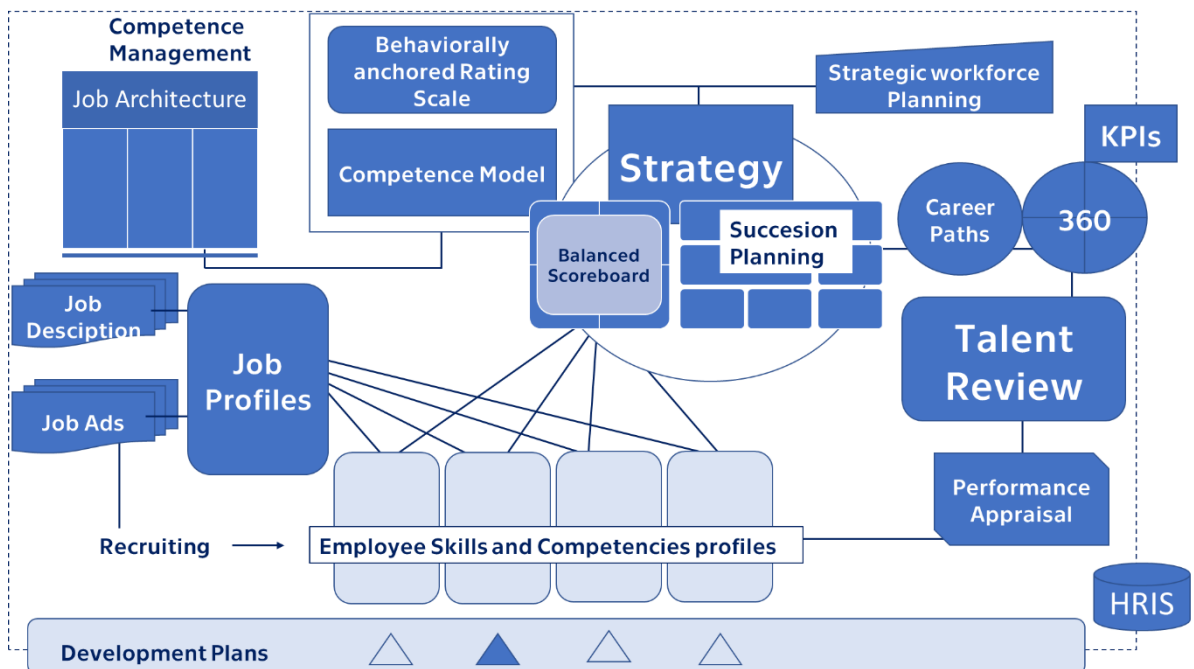 Competence
Management
Job Architecture
Behaviorally
anchored Rating
Scale
Competence Model
Strategic workforce
Planning
KPIs
Strategy
Career
Paths
360
Balanced
Scoreboard
Succesion
Planning
Job
Desciption
Job Ads
Job
Profiles
Talent
Review
Performance
Appraisal
Recruiting
Employee Skills and Competencies profiles
HRIS
Development Plans